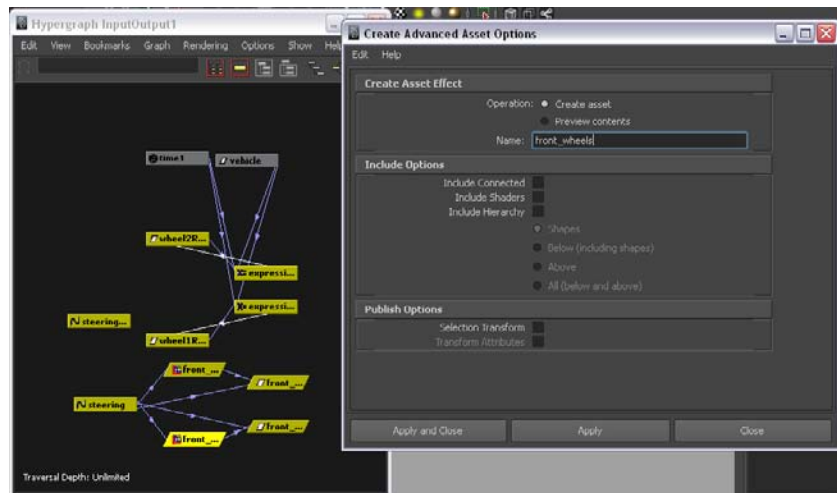 Hypergraph InputOutput1
Edit View Bookmarks Graph Rendering Options Show Help
time1
vehicle
wheel2R...
expressi...
expressi...
steering...
wheel1R...
front_...
front_...
steering
front_...
front_...
Traversal Depth: Unlimited
Create Advanced Asset Options
Edit Help
Create Asset Effect
Operation: Create asset
Preview contents
Name: front_wheels
Include Options
Include Connected
Include Shaders
Include Hierarchy
Shapes
Below (including shapes)
Above
All (below and above)
Publish Options
Selection Transform
Transform Attributes
Apply and Close Apply Close